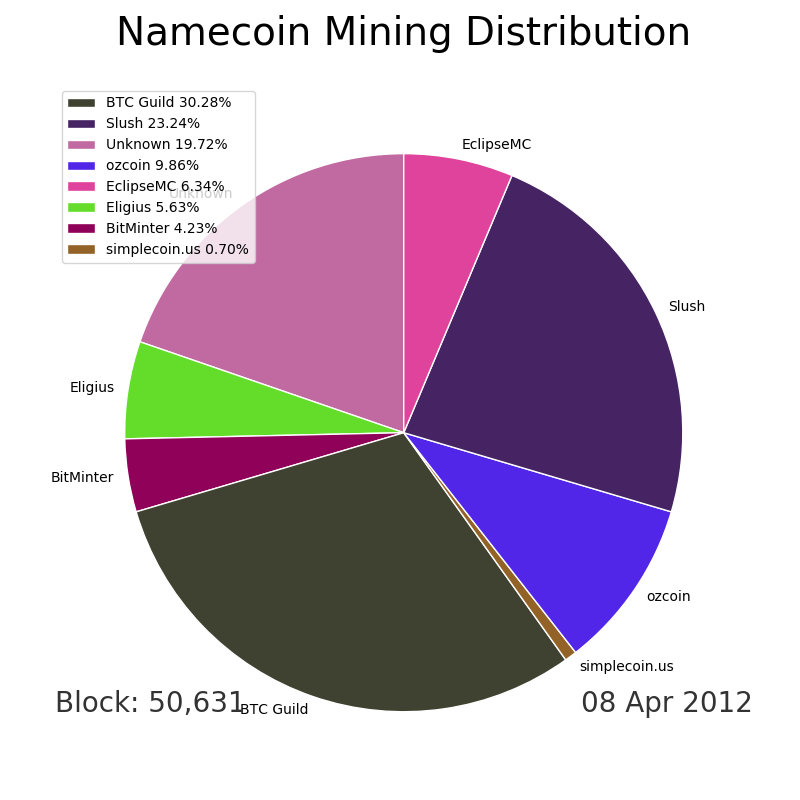 Namecoin Mining Distribution
BTC Guild 30.28%
Slush 23.24%
Unknown 19.72%
ozcoin 9.86%
EclipseMC 6.34%
Eligius 5.63%
BitMinter 4.23%
simplecoin.us 0.70%
EclipseMC
Unknown
Slush
Eligius
BitMinter
ozcoin
simplecoin.us
BTC Guild
Block: 50,631
08 Apr 2012